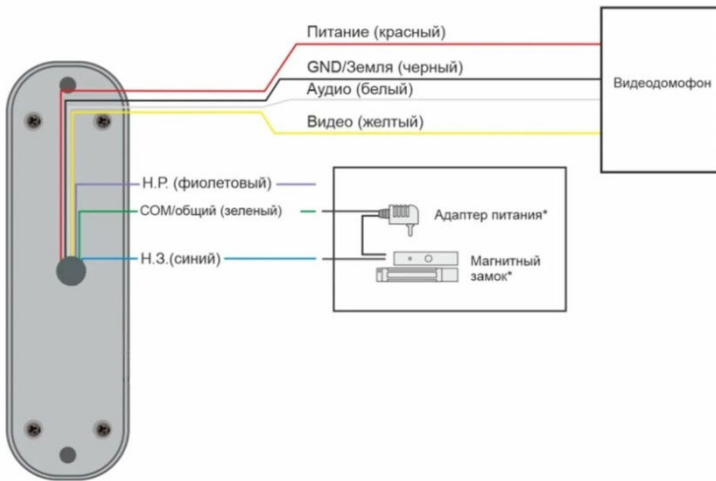 Питание (красный)
GND/Земля (черный)
Аудио (белый)
Видео (желтый)
Видеодомофон
Н.Р. (фиолетовый)
COM/общий (зеленый)
Н.З.(синий)
Адаптер питания*
Магнитный
замок*